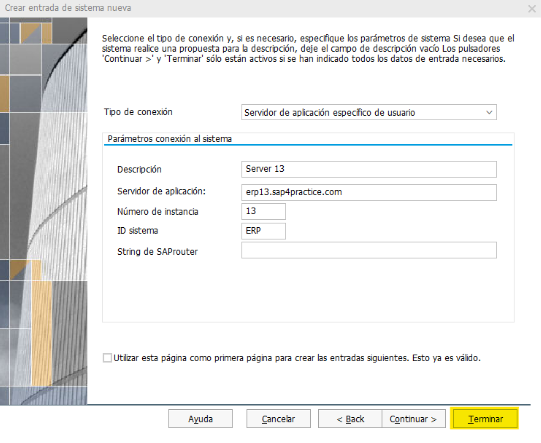 Crear entrada de sistema nueva
Seleccione el tipo de conexión y, si es necesario, especifique los parámetros de sistema Si desea que el
sistema realice una propuesta para la descripción, deje el campo de descripción vacío Los pulsadores
'Continuar >' y 'Terminar' sólo están activos si se han indicado todos los datos de entrada necesarios.
Tipo de conexión
Servidor de aplicación específico de usuario
Parámetros conexión al sistema
Descripción
Server 13
Servidor de aplicación:
erp13.sap4practice.com
Número de instancia
13
ID sistema
ERP
String de SAProuter
Utilizar esta página como primera página para crear las entradas siguientes. Esto ya es válido.
Ayuda
Cancelar
< Back
Continuar >
Terminar